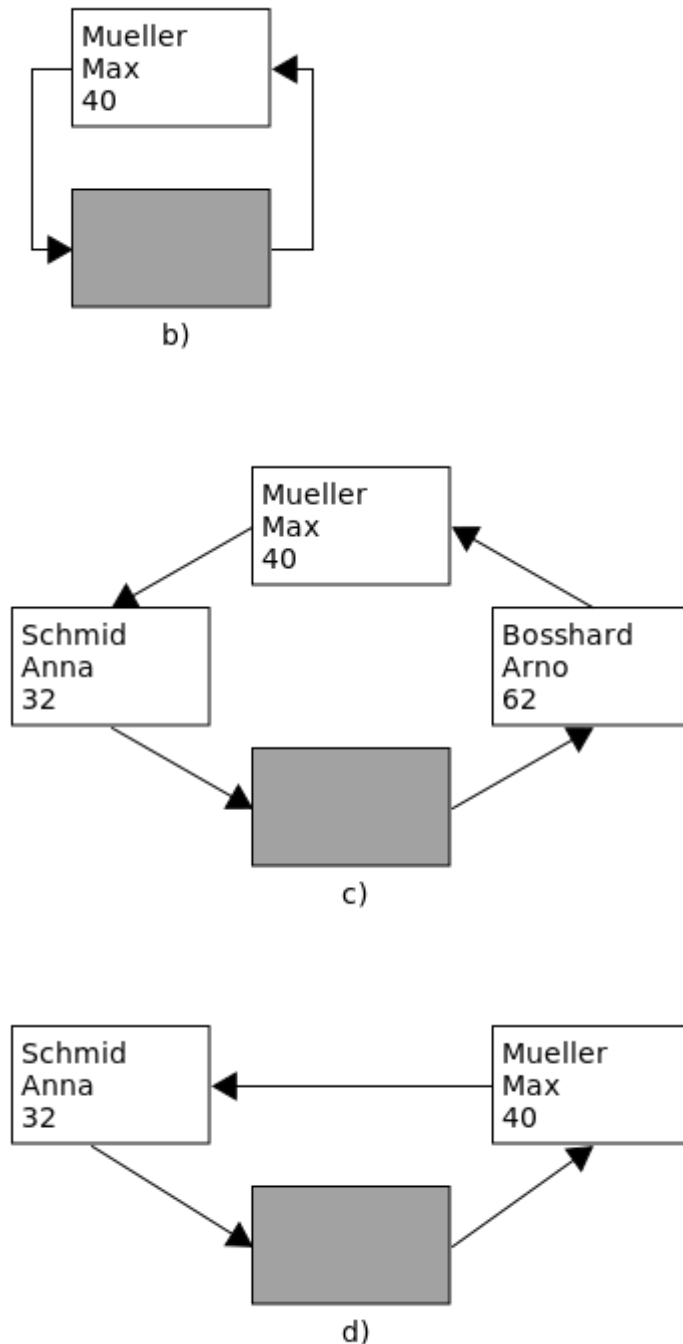 Mueller
Max
40
b)
Mueller
Max
40
Schmid
Anna
32
Bosshard
Arno
62
c)
Schmid
Anna
32
Mueller
Max
40
d)